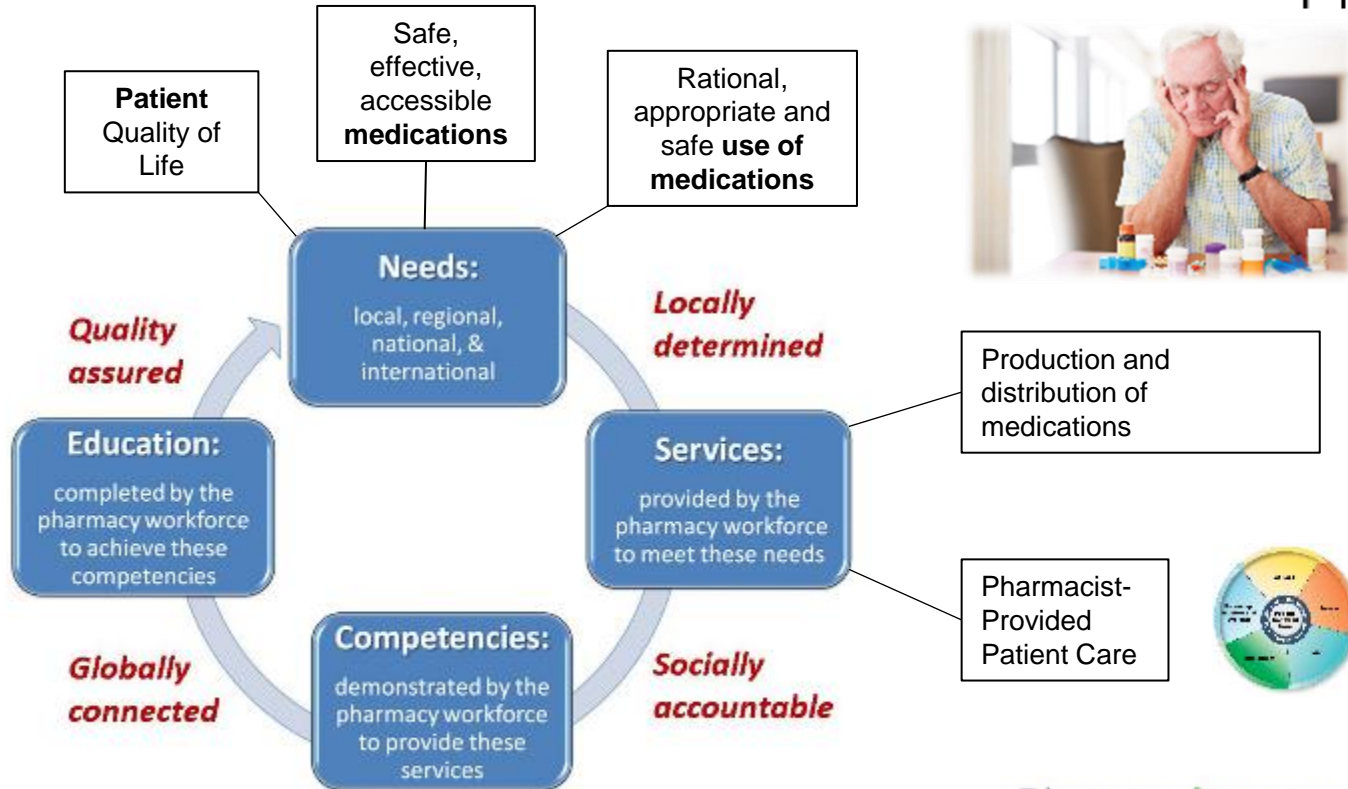 Patient
Quality of
Life
Safe,
effective,
accessible
medications
Rational,
appropriate and
safe use of
medications
Needs:
local, regional,
national, &
international
Quality
assured
Locally
determined
Education:
completed by the
pharmacy workforce
to achieve these
competencies
Services:
provided by the
pharmacy workforce
to meet these needs
Production and
distribution of
medications
Competencies:
demonstrated by the
pharmacy workforce
to provide these
services
Globally
connected
Socially
accountable
Pharmacist-
Provided
Patient Care